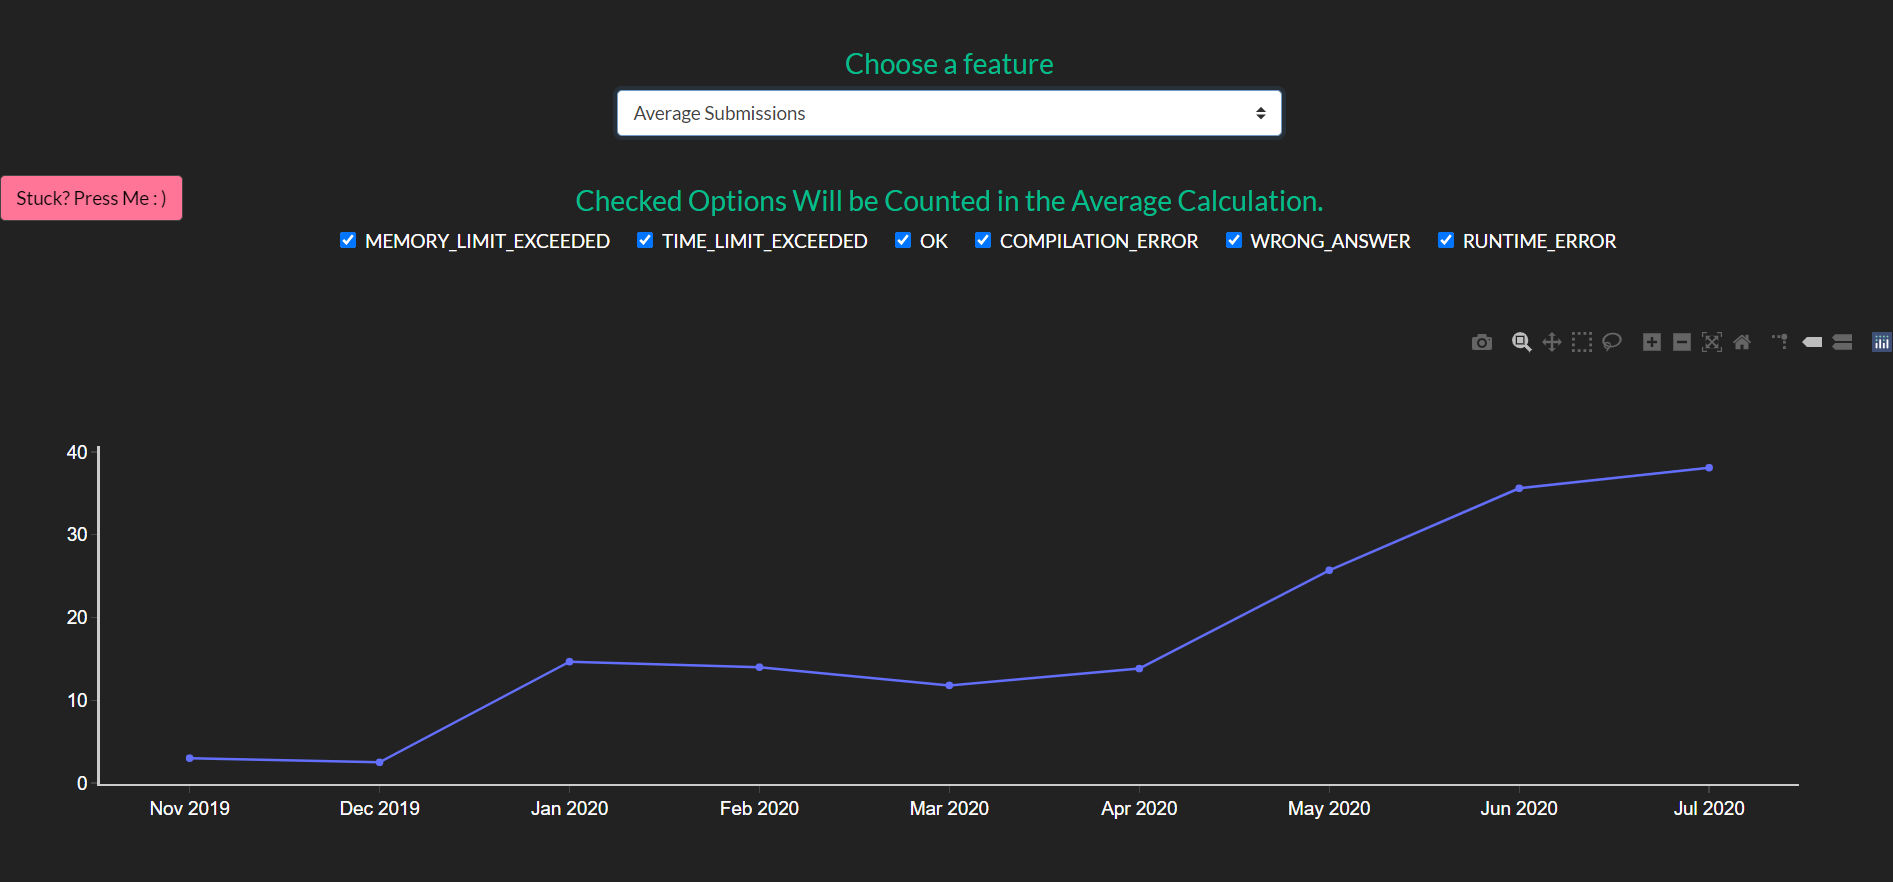 Choose a feature
Average Submissions
Stuck? Press Me : )
Checked Options Will be Counted in the Average Calculation.
MEMORY_LIMIT_EXCEEDED TIME_LIMIT_EXCEEDED OK COMPILATION_ERROR WRONG_ANSWER RUNTIME_ERROR
40
30
20
10
0
Nov 2019 Dec 2019 Jan 2020 Feb 2020 Mar 2020 Apr 2020 May 2020 Jun 2020 Jul 2020